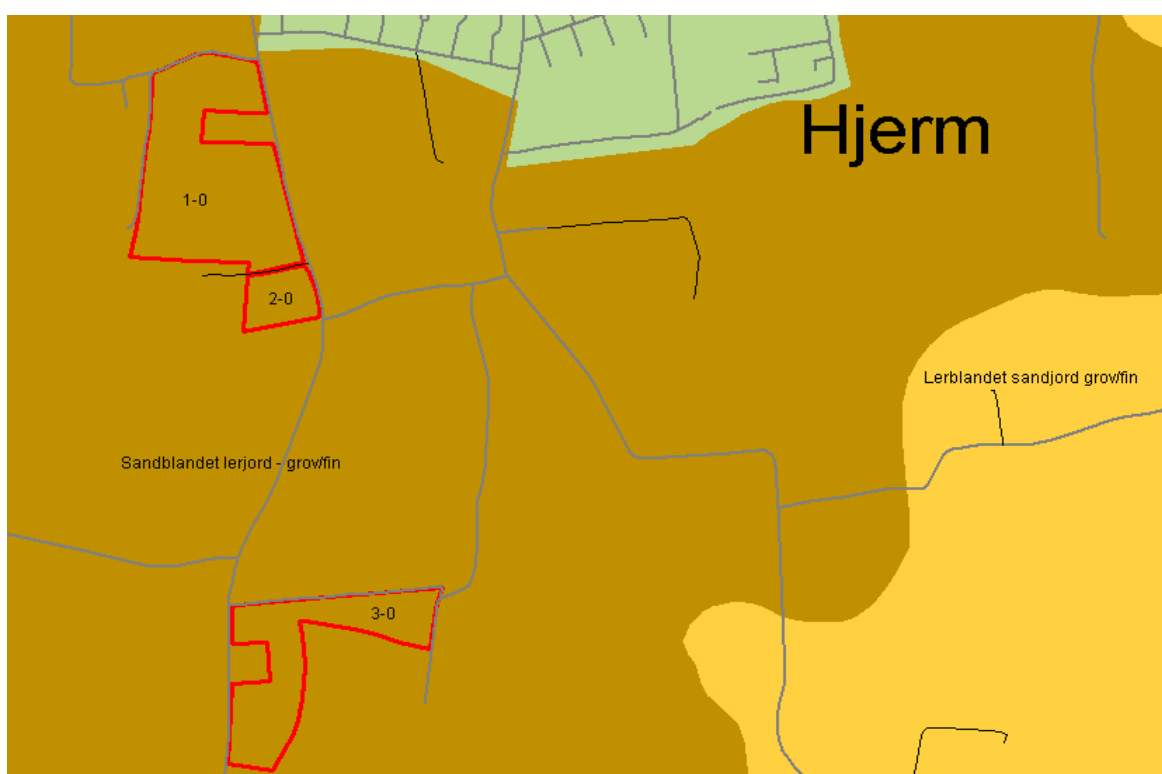 Hjerm
1-0
2-0
Lerblandet sandjord grov/fin
Sandblandet lerjord - grov/fin
3-0